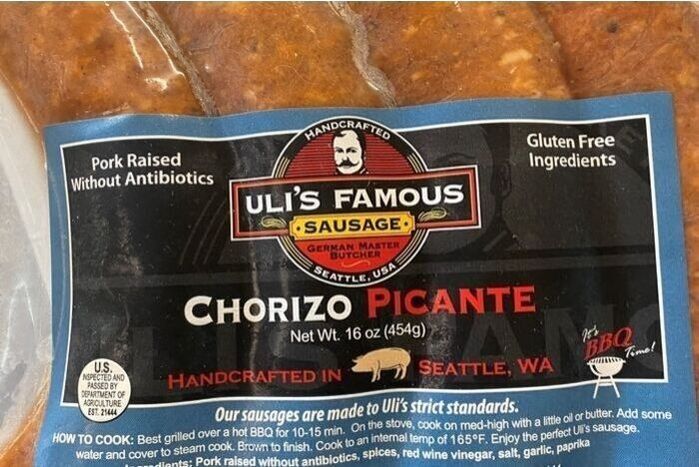 HANDCRAFTED
Pork Raised
Without Antibiotics
Gluten Free
Ingredients
ULI'S FAMOUS
SAUSAGE
GERMAN MASTER
BUTCHER
SEATTLE, USA
CHORIZO PICANTE
Net Wt. 16 oz (454g)
It's
BBQ
Time!
HANDCRAFTED IN SEATTLE, WA
U.S.
INSPECTED AND
PASSED BY
DEPARTMENT OF
AGRICULTURE
EST. 21444
Our sausages are made to Uli's strict standards.
HOW TO COOK: Best grilled over a hot BBQ for 10-15 min. On the stove, cook on med-high with a little oil or butter. Add some
water and cover to steam cook. Brown to finish. Cook to an internal temp of 165°F. Enjoy the perfect Uli's sausage.
Pork raised without antibiotics, spices, red wine vinegar, salt, garlic, paprika